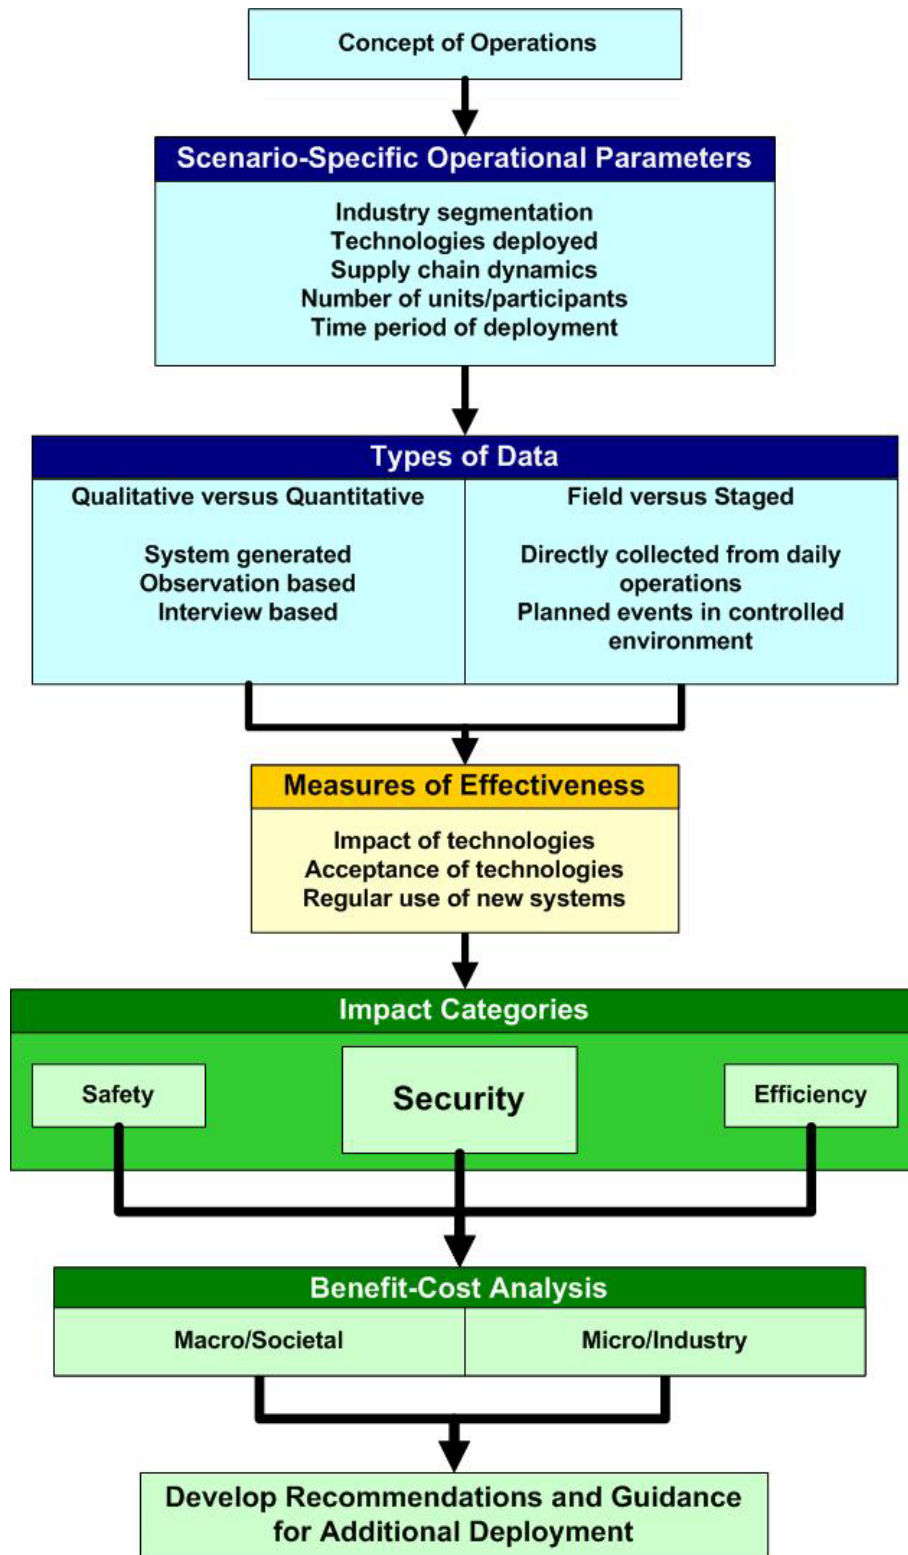 Concept of Operations
Scenario-Specific Operational Parameters
Industry segmentation
Technologies deployed
Supply chain dynamics
Number of units/participants
Time period of deployment
Types of Data
Qualitative versus Quantitative
System generated
Observation based
Interview based
Field versus Staged
Directly collected from daily
operations
Planned events in controlled
environment
Measures of Effectiveness
Impact of technologies
Acceptance of technologies
Regular use of new systems
Impact Categories
Safety
Security
Efficiency
Benefit-Cost Analysis
Macro/Societal
Micro/Industry
Develop Recommendations and Guidance
for Additional Deployment